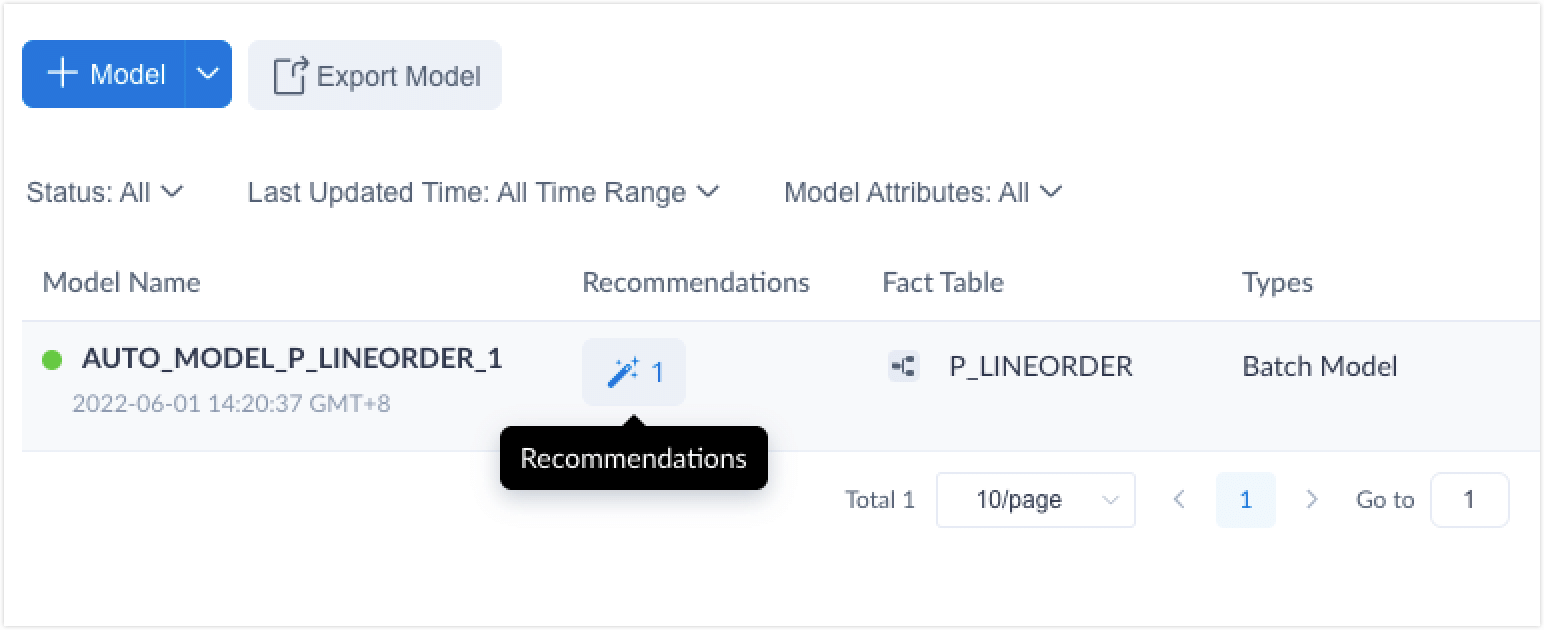 Model Export Model
Status: All Last Updated Time: All Time Range Model Attributes: All
Model Name Recommendations Fact Table Types
AUTO_MODEL_P_LINEORDER_1 1 P_LINEORDER Batch Model
2022-06-01 14:20:37 GMT+8
Recommendations
Total 1 10/page 1 Go to 1